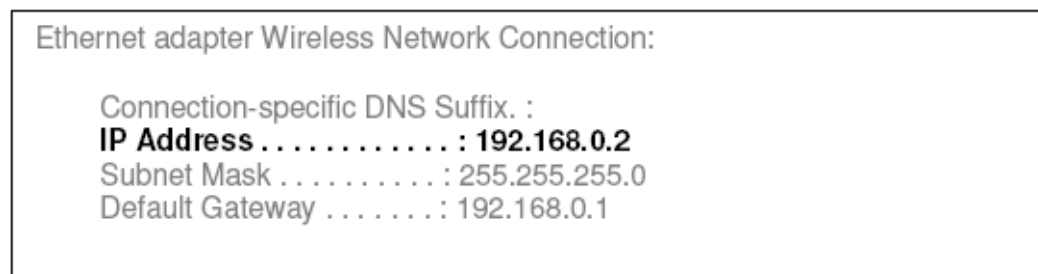 Ethernet adapter Wireless Network Connection:
Connection-specific DNS Suffix. :
IP Address . . . . . . . . . . . . : 192.168.0.2
Subnet Mask . . . . . . . . . . : 255.255.255.0
Default Gateway . . . . . . . : 192.168.0.1